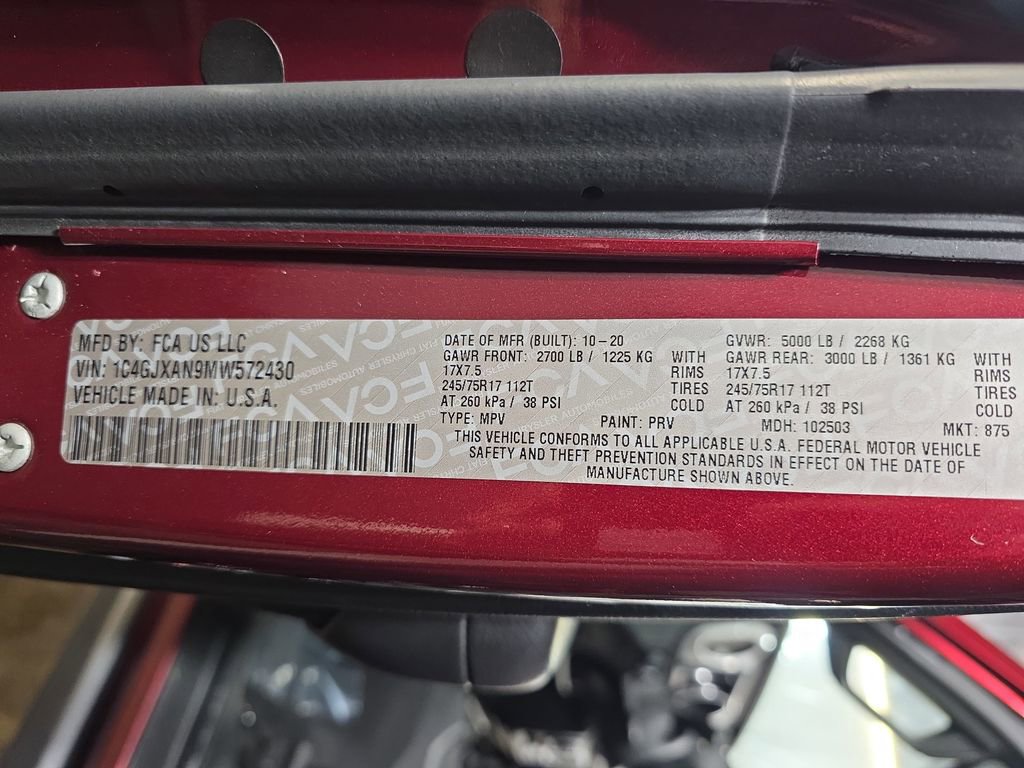 MFD BY: FCA US LLC
VIN: 1C4GJXAN9MW572430
VEHICLE MADE IN: U.S.A.
DATE OF MFR (BUILT): 10-20
GAWR FRONT: 2700 LB / 1225 KG WITH
17X7.5 RIMS
245/75R17 112T TIRES
AT 260 kPa / 38 PSI COLD
TYPE: MPV PAINT: PRV
GVWR: 5000 LB / 2268 KG
GAWR REAR: 3000 LB / 1361 KG WITH
17X7.5 RIMS
245/75R17 112T TIRES
AT 260 kPa / 38 PSI COLD
MDH: 102503 MKT: 875
THIS VEHICLE CONFORMS TO ALL APPLICABLE U.S.A. FEDERAL MOTOR VEHICLE
SAFETY AND THEFT PREVENTION STANDARDS IN EFFECT ON THE DATE OF
MANUFACTURE SHOWN ABOVE.